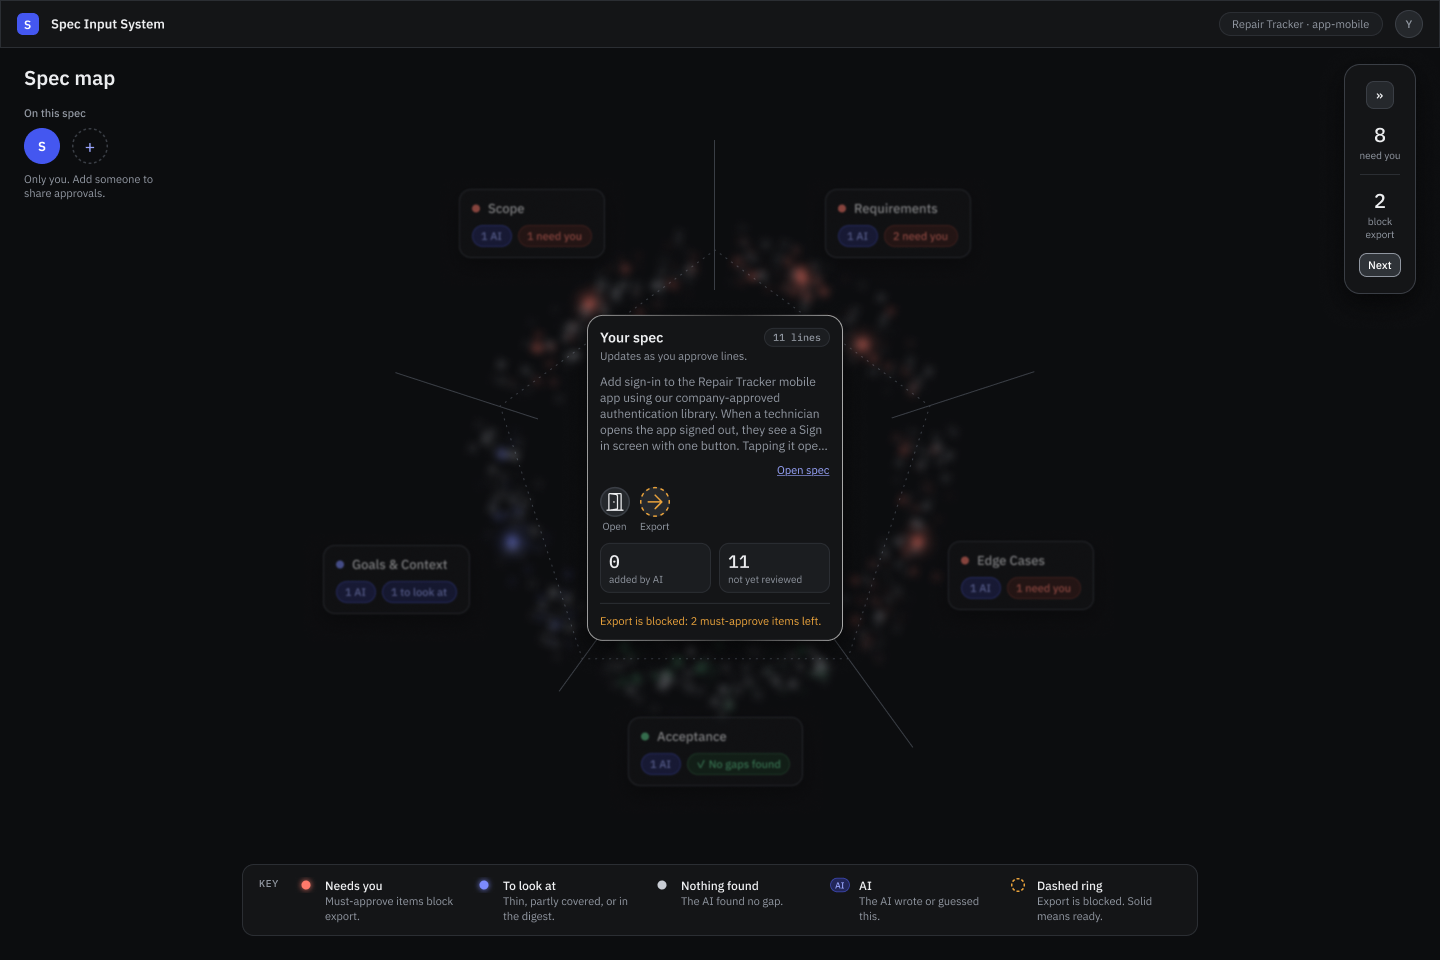 S
Spec Input System
Repair Tracker · app-mobile
Y
Spec map
On this spec
S
+
Only you. Add someone to
share approvals.
»
8
need you
2
block
export
Next
Scope
1 AI
1 need you
Requirements
1 AI
2 need you
Your spec
11 lines
Updates as you approve lines.
Add sign-in to the Repair Tracker mobile
app using our company-approved
authentication library. When a technician
opens the app signed out, they see a Sign
in screen with one button. Tapping it ope...
Open spec
Open
Export
0
added by AI
11
not yet reviewed
Export is blocked: 2 must-approve items left.
Goals & Context
1 AI
1 to look at
Edge Cases
1 AI
1 need you
Acceptance
1 AI
✓ No gaps found
KEY
Needs you
Must-approve items block
export.
To look at
Thin, partly covered, or in
the digest.
Nothing found
The AI found no gap.
AI
AI
The AI wrote or guessed
this.
Dashed ring
Export is blocked. Solid
means ready.